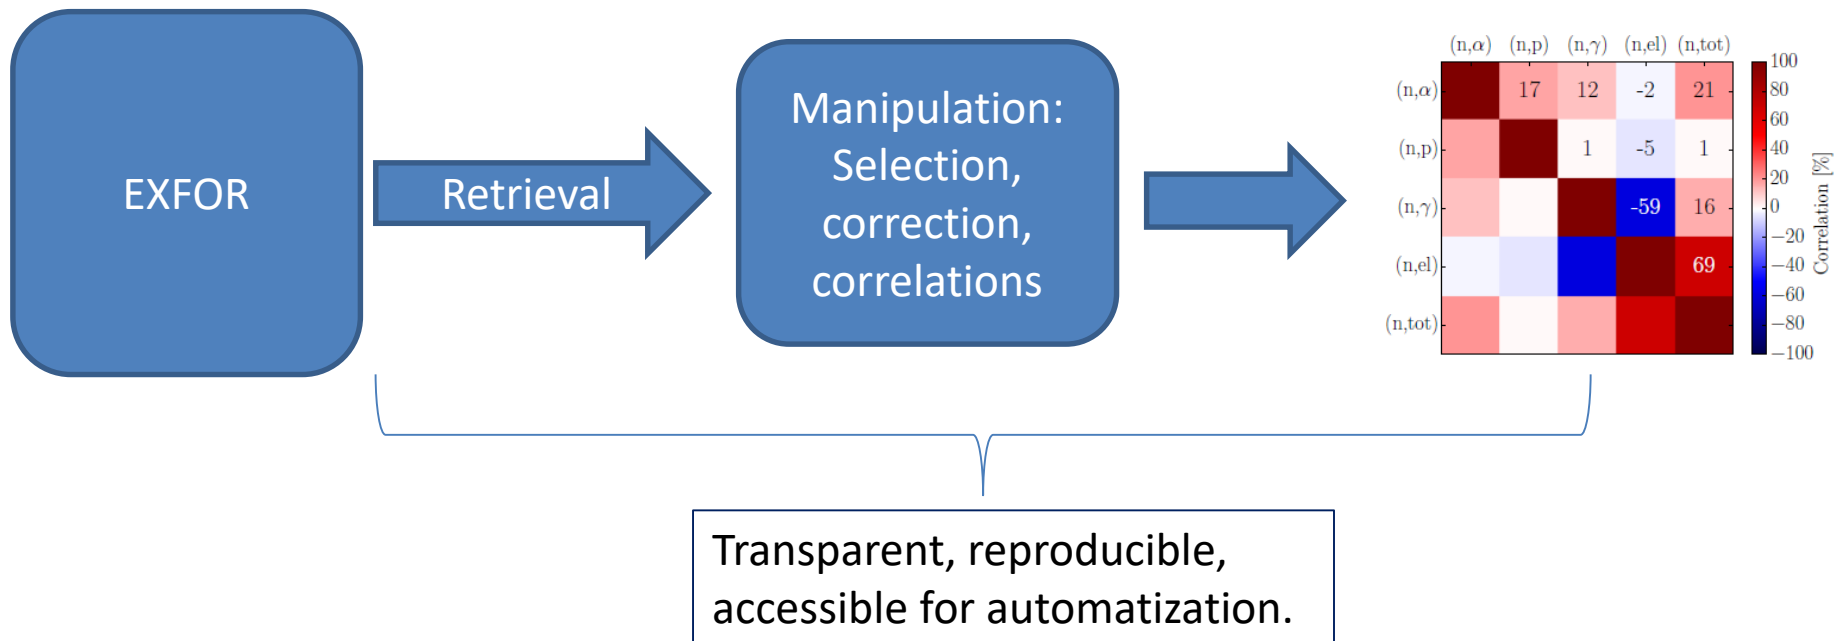 EXFOR
Retrieval
Manipulation:
Selection,
correction,
correlations
(n,α) (n,p) (n,γ) (n,el) (n,tot)
(n,α) 17 12 -2 21
(n,p) 1 -5 1
(n,γ) -59 16
(n,el) 69
(n,tot)
100
80
60
40
20
0
−20
−40
−60
−80
−100
Correlation [%]
Transparent, reproducible,
accessible for automatization.